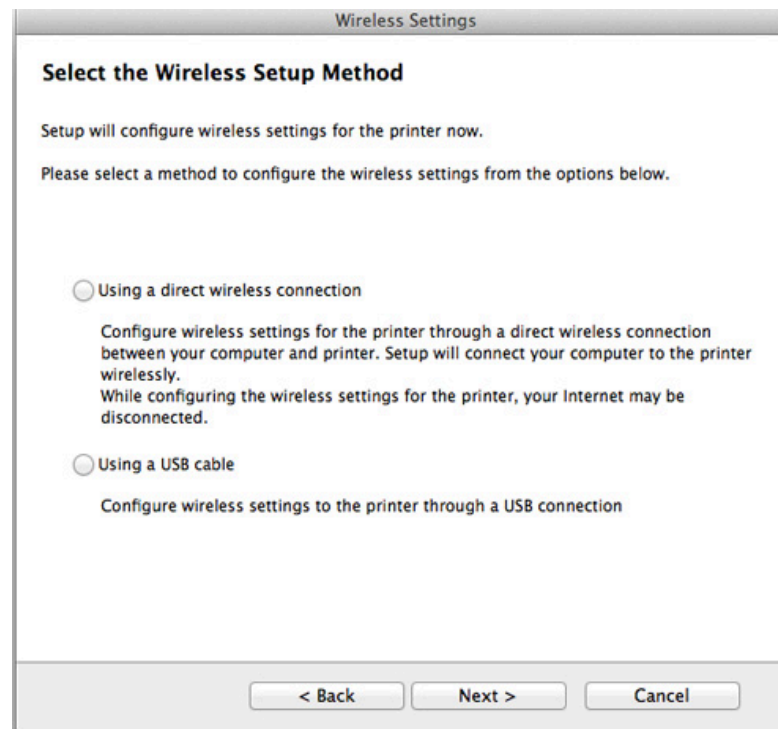 Wireless Settings
Select the Wireless Setup Method
Setup will configure wireless settings for the printer now.
Please select a method to configure the wireless settings from the options below.
Using a direct wireless connection
Configure wireless settings for the printer through a direct wireless connection
between your computer and printer. Setup will connect your computer to the printer
wirelessly.
While configuring the wireless settings for the printer, your Internet may be
disconnected.
Using a USB cable
Configure wireless settings to the printer through a USB connection
< Back Next > Cancel